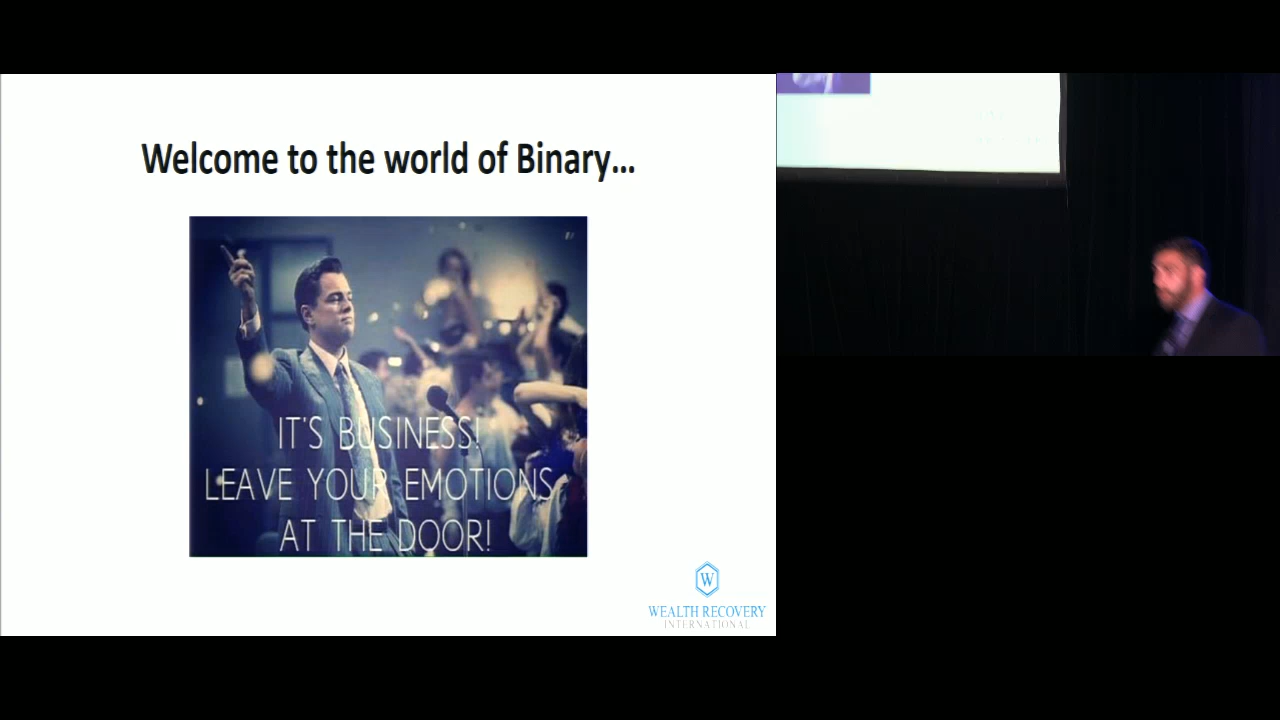 Welcome to the world of Binary...
IT'S BUSINESS!
LEAVE YOUR EMOTIONS
AT THE DOOR!
W
WEALTH RECOVERY
INTERNATIONAL